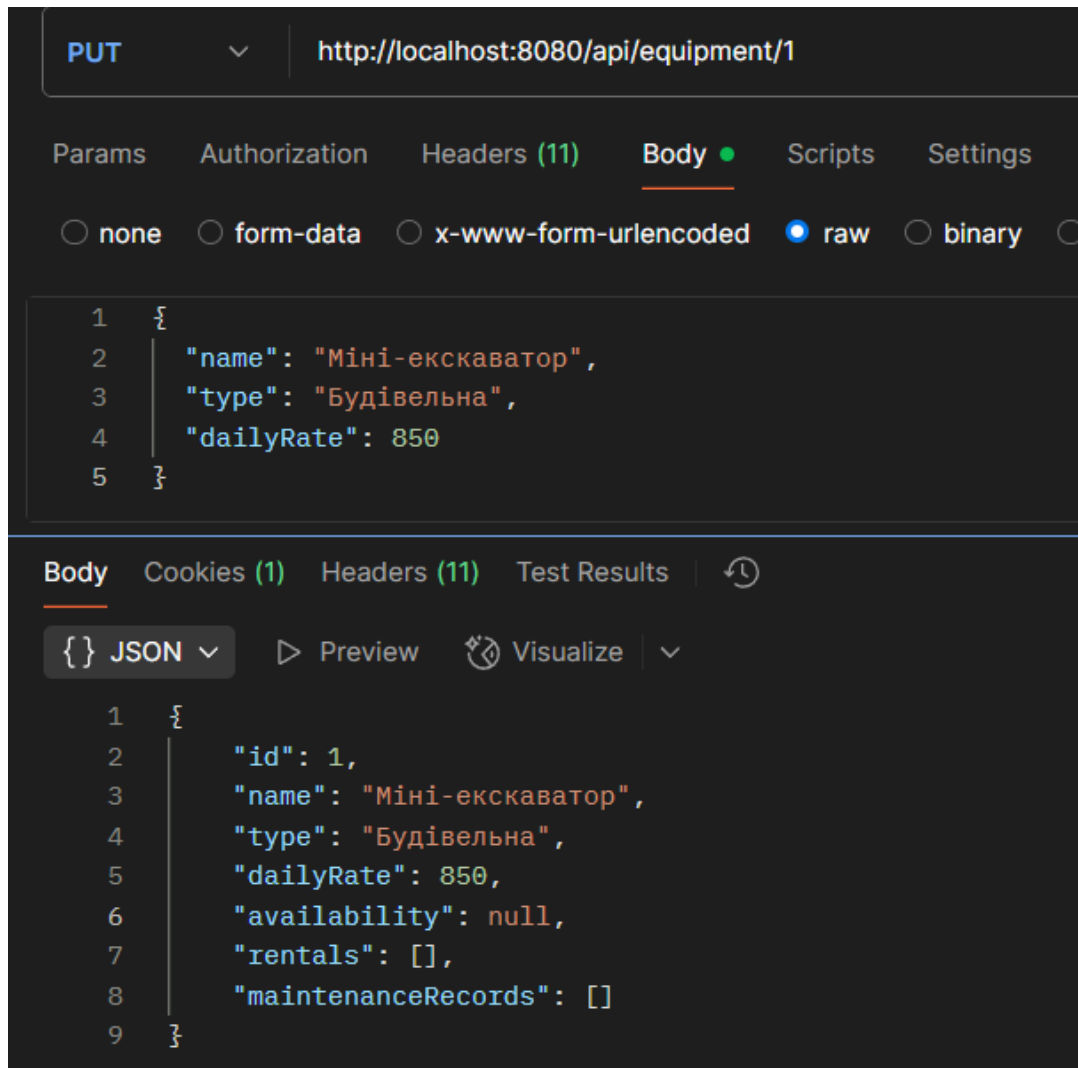 PUT http://localhost:8080/api/equipment/1
Params Authorization Headers (11) Body Scripts Settings
none form-data x-www-form-urlencoded raw binary
1 {
2 "name": "Міні-екскаватор",
3 "type": "Будівельна",
4 "dailyRate": 850
5 }
Body Cookies (1) Headers (11) Test Results
{} JSON Preview Visualize
1 {
2 "id": 1,
3 "name": "Міні-екскаватор",
4 "type": "Будівельна",
5 "dailyRate": 850,
6 "availability": null,
7 "rentals": [],
8 "maintenanceRecords": []
9 }